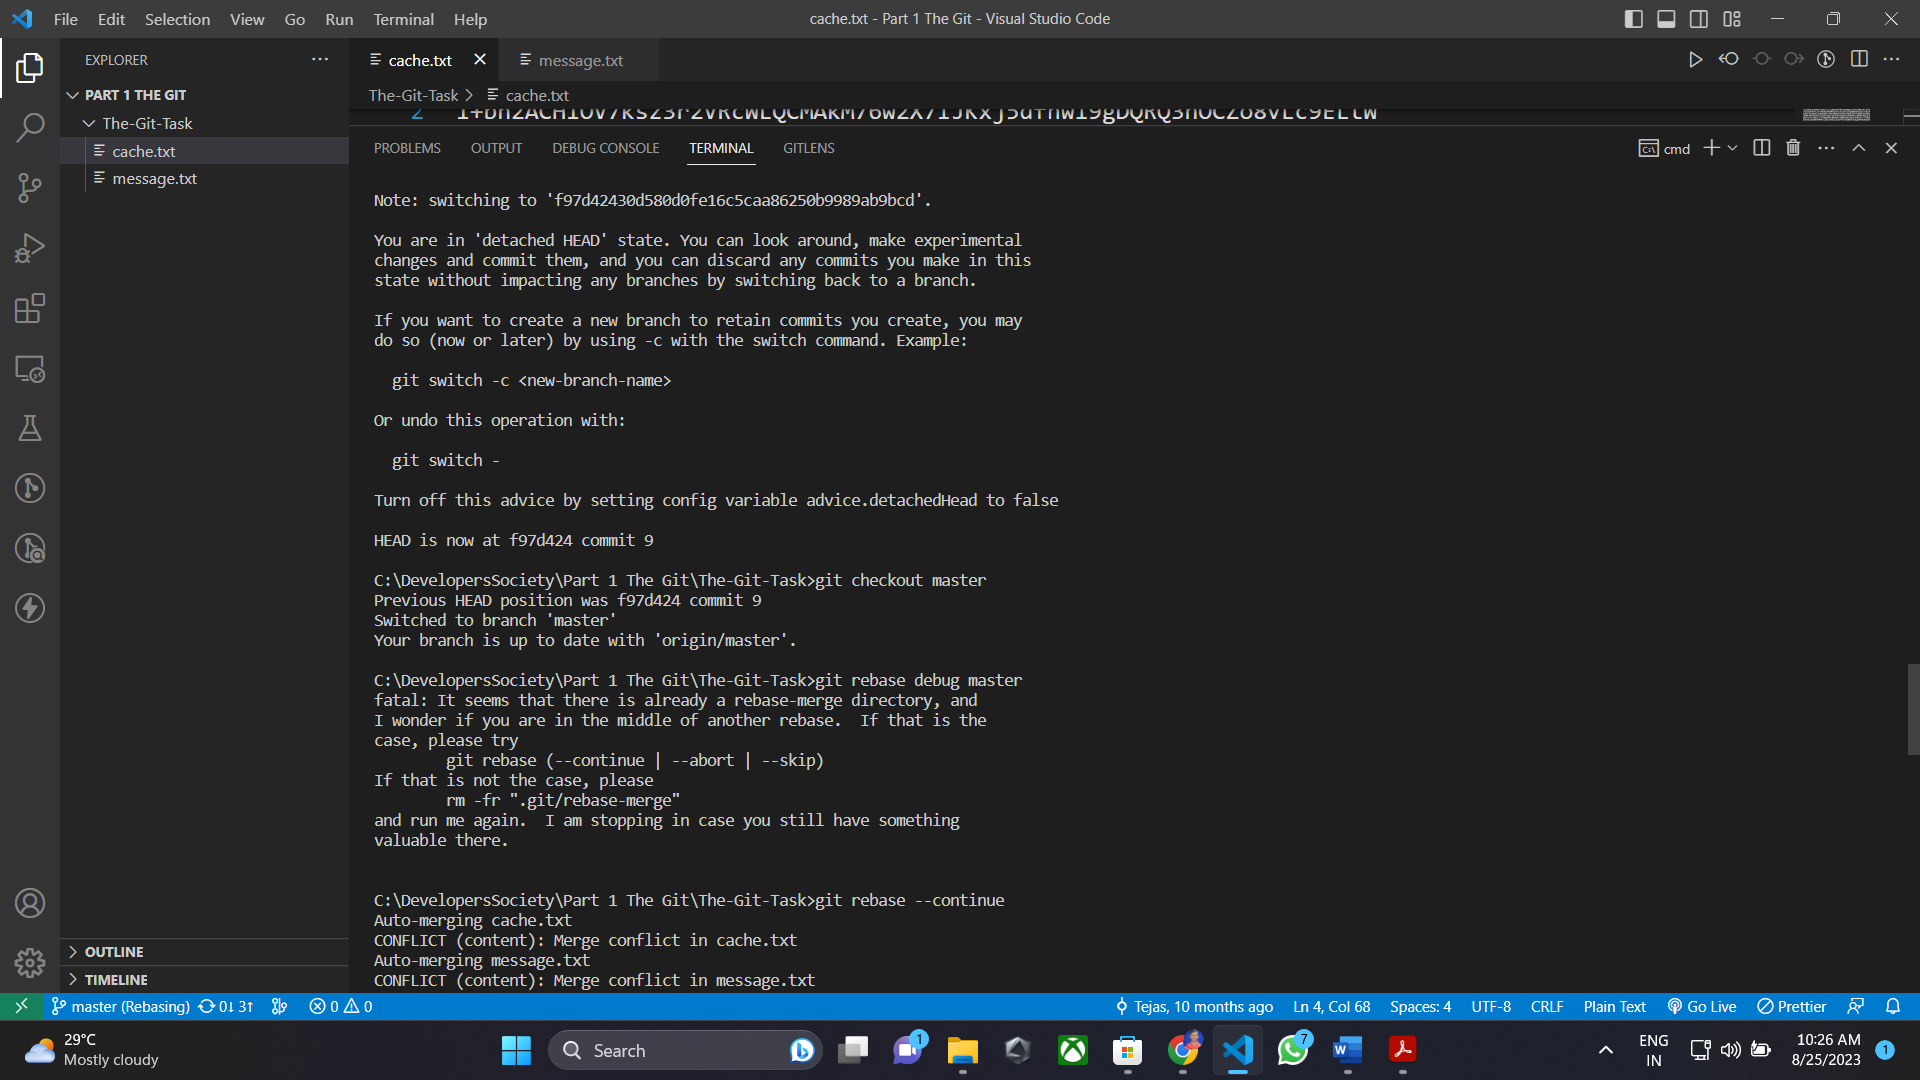 File Edit Selection View Go Run Terminal Help
cache.txt - Part 1 The Git - Visual Studio Code
EXPLORER
PART 1 THE GIT
The-Git-Task
cache.txt
message.txt
OUTLINE
TIMELINE
cache.txt
message.txt
The-Git-Task > cache.txt
2
PROBLEMS OUTPUT DEBUG CONSOLE TERMINAL GITLENS
cmd
Note: switching to 'f97d42430d580d0fe16c5caa86250b9989ab9bcd'.
You are in 'detached HEAD' state. You can look around, make experimental
changes and commit them, and you can discard any commits you make in this
state without impacting any branches by switching back to a branch.
If you want to create a new branch to retain commits you create, you may
do so (now or later) by using -c with the switch command. Example:
git switch -c <new-branch-name>
Or undo this operation with:
git switch -
Turn off this advice by setting config variable advice.detachedHead to false
HEAD is now at f97d424 commit 9
C:\DevelopersSociety\Part 1 The Git\The-Git-Task>git checkout master
Previous HEAD position was f97d424 commit 9
Switched to branch 'master'
Your branch is up to date with 'origin/master'.
C:\DevelopersSociety\Part 1 The Git\The-Git-Task>git rebase debug master
fatal: It seems that there is already a rebase-merge directory, and
I wonder if you are in the middle of another rebase.  If that is the
case, please try
git rebase (--continue | --abort | --skip)
If that is not the case, please
rm -fr ".git/rebase-merge"
and run me again.  I am stopping in case you still have something
valuable there.
C:\DevelopersSociety\Part 1 The Git\The-Git-Task>git rebase --continue
Auto-merging cache.txt
CONFLICT (content): Merge conflict in cache.txt
Auto-merging message.txt
CONFLICT (content): Merge conflict in message.txt
master (Rebasing) 0↓ 3↑ 0 0
Tejas, 10 months ago Ln 4, Col 68 Spaces: 4 UTF-8 CRLF Plain Text Go Live Prettier
29°C
Mostly cloudy
Search
1
7
ENG
IN
10:26 AM
8/25/2023
1